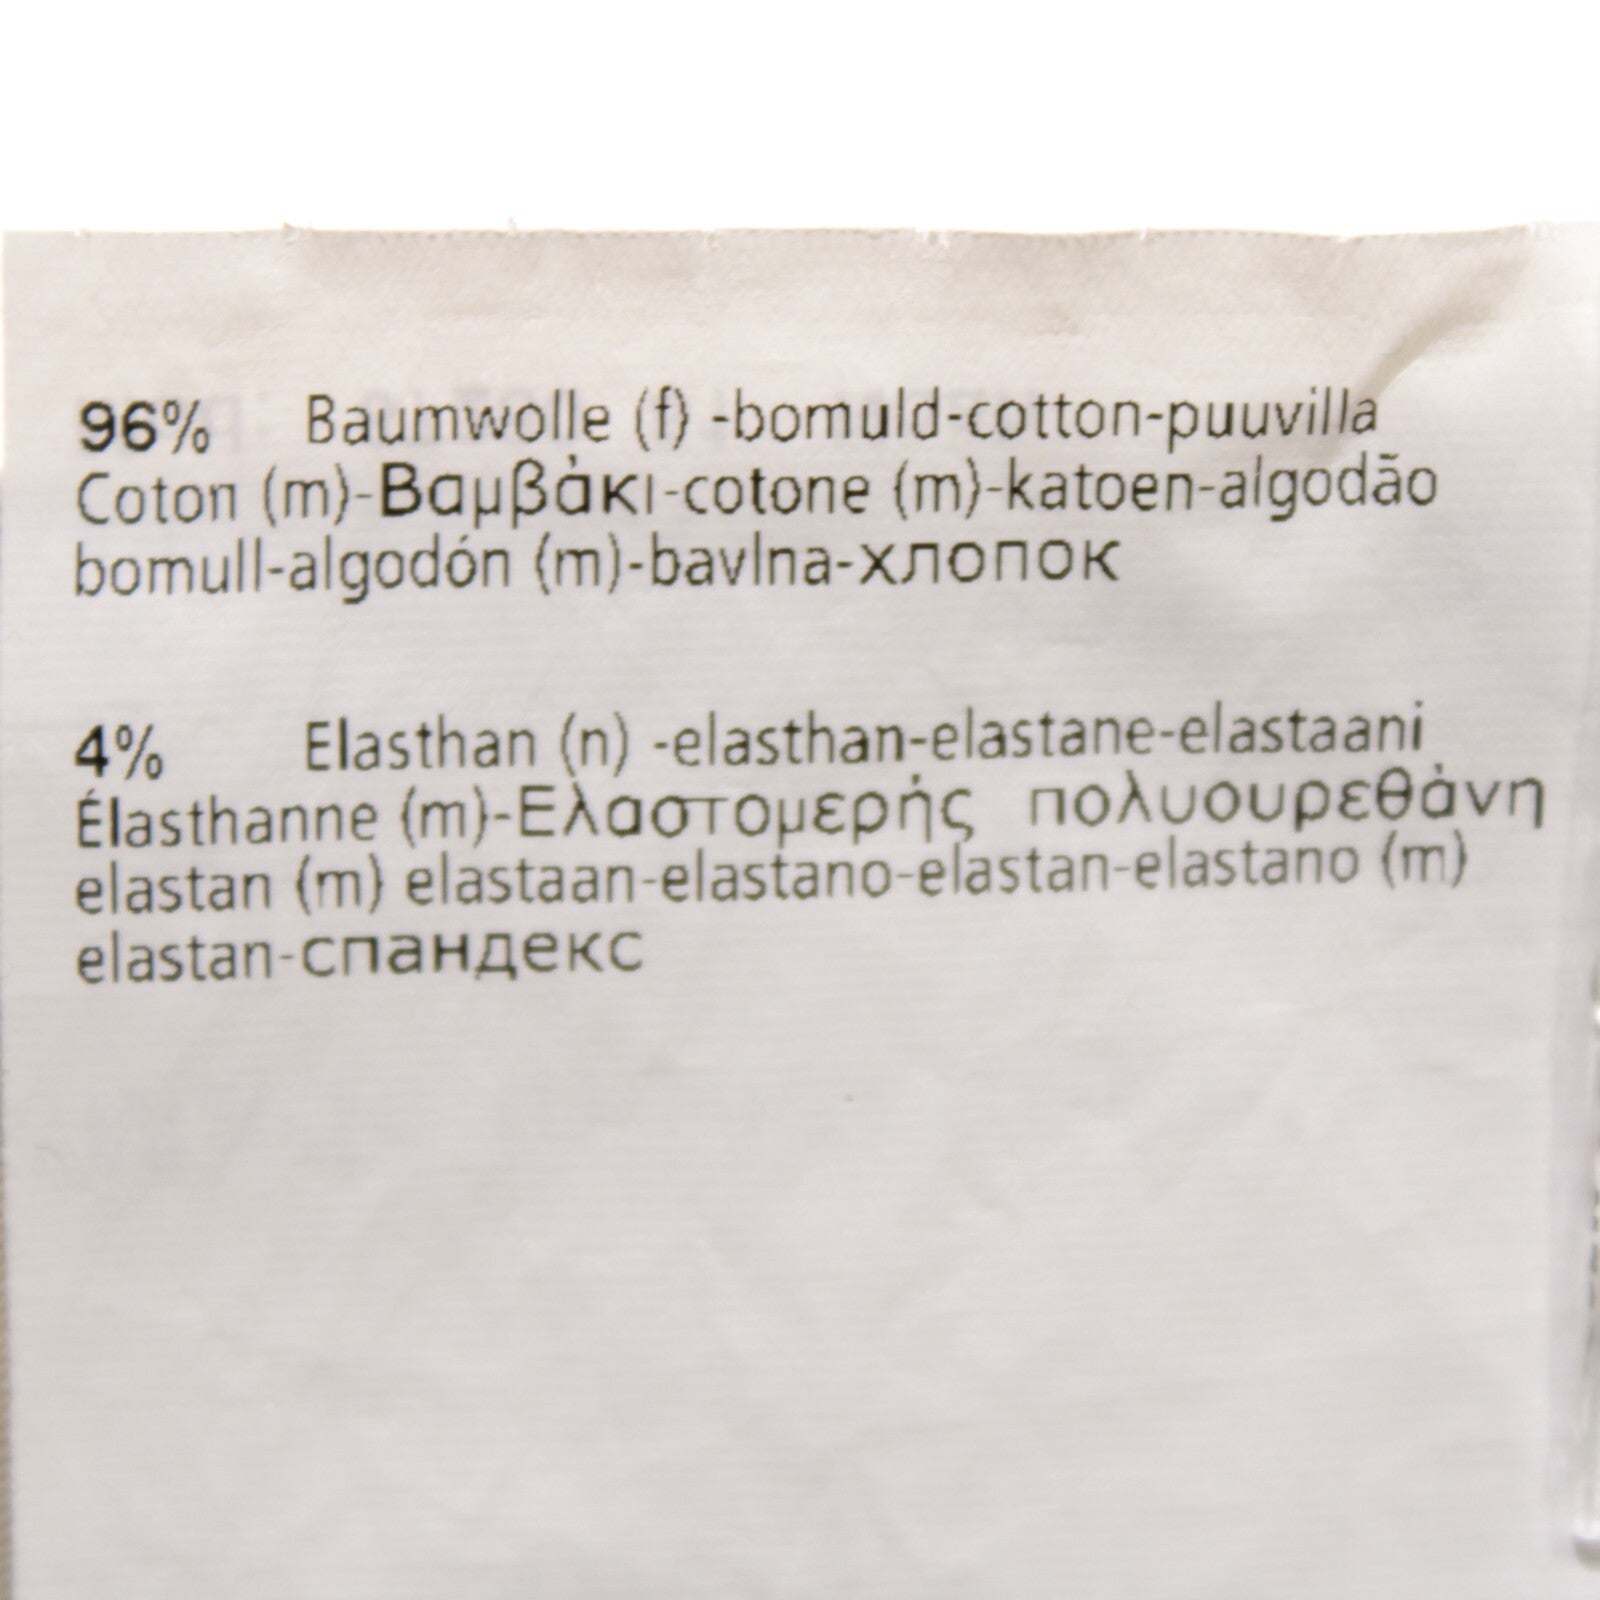 96% Baumwolle (f) -bomuld-cotton-puuvilla
Coton (m)-Βαμβάκι-cotone (m)-katoen-algodão
bomull-algodón (m)-bavlna-хлопок
4% Elasthan (n) -elasthan-elastane-elastaani
Élasthanne (m)-Ελαστομερής πολυουρεθάνη
elastan (m) elastaan-elastano-elastan-elastano (m)
elastan-спандекс